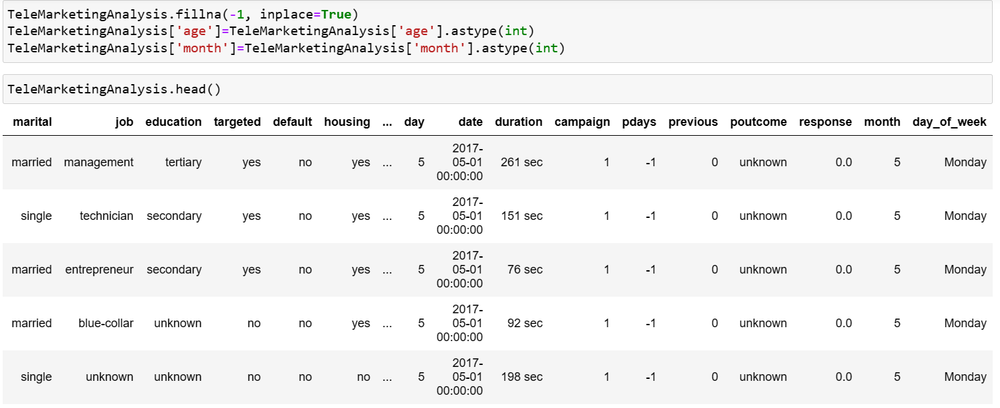 TeleMarketingAnalysis.fillna(-1, inplace=True)
TeleMarketingAnalysis['age']=TeleMarketingAnalysis['age'].astype(int)
TeleMarketingAnalysis['month']=TeleMarketingAnalysis['month'].astype(int)
TeleMarketingAnalysis.head()
marital job education targeted default housing ... day date duration campaign pdays previous poutcome response month day_of_week
2017-
married management tertiary yes no yes ... 5 05-01 261 sec 1 -1 0 unknown 0.0 5 Monday
00:00:00
2017-
single technician secondary yes no yes ... 5 05-01 151 sec 1 -1 0 unknown 0.0 5 Monday
00:00:00
2017-
married entrepreneur secondary yes no yes ... 5 05-01 76 sec 1 -1 0 unknown 0.0 5 Monday
00:00:00
2017-
married blue-collar unknown no no yes ... 5 05-01 92 sec 1 -1 0 unknown 0.0 5 Monday
00:00:00
2017-
single unknown unknown no no no ... 5 05-01 198 sec 1 -1 0 unknown 0.0 5 Monday
00:00:00